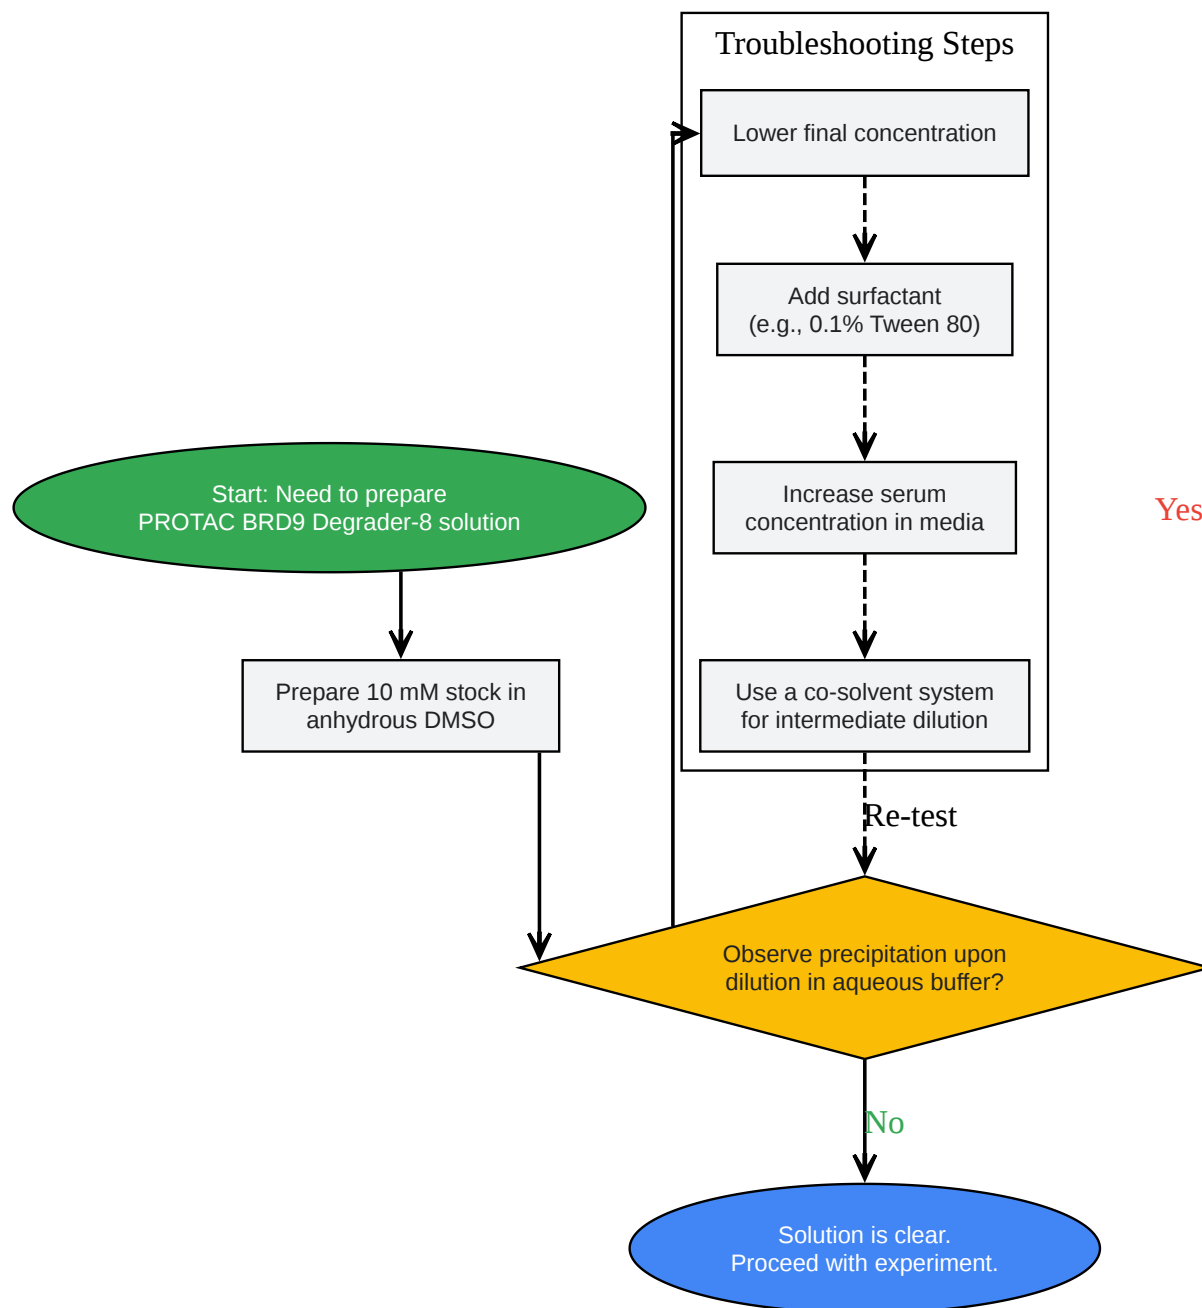 Troubleshooting Steps
Lower final concentration
Add surfactant
(e.g., 0.1% Tween 80)
Increase serum
concentration in media
Start: Need to prepare
PROTAC BRD9 Degrader-8 solution
Yes
Prepare 10 mM stock in
anhydrous DMSO
Use a co-solvent system
for intermediate dilution
Re-test
Observe precipitation upon
dilution in aqueous buffer?
No
Solution is clear.
Proceed with experiment.